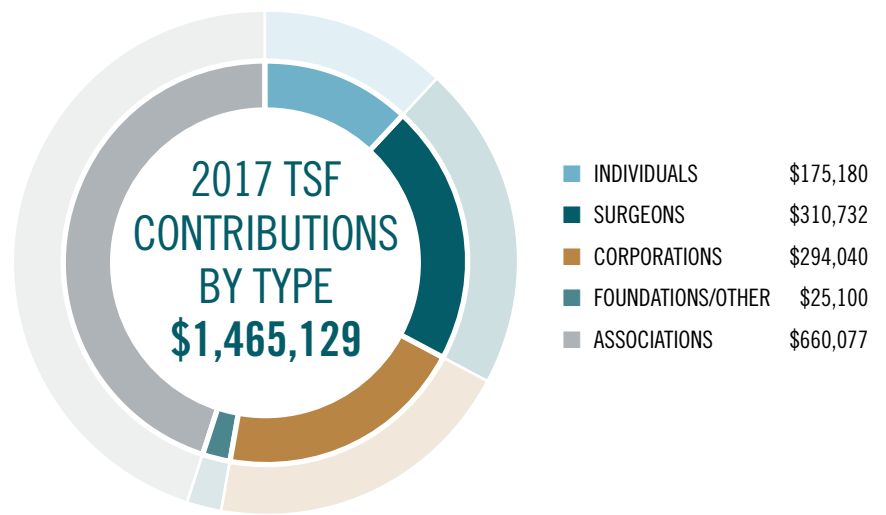 2017 TSF
CONTRIBUTIONS
BY TYPE
$1,465,129
INDIVIDUALS $175,180
SURGEONS $310,732
CORPORATIONS $294,040
FOUNDATIONS/OTHER $25,100
ASSOCIATIONS $660,077